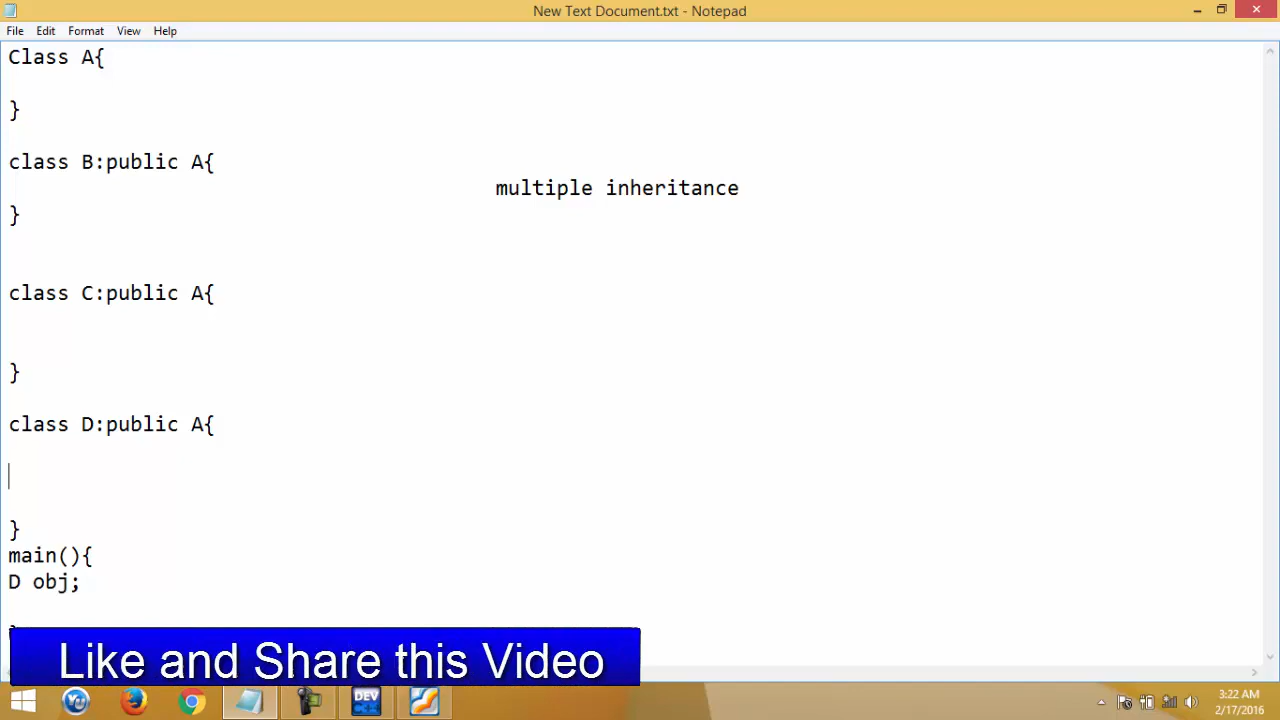 New Text Document.txt - Notepad
File Edit Format View Help
Class A{
}
class B:public A{
multiple inheritance
}
class C:public A{
}
class D:public A{
}
main(){
D obj;
Like and Share this Video
DEV
3:22 AM
2/17/2016